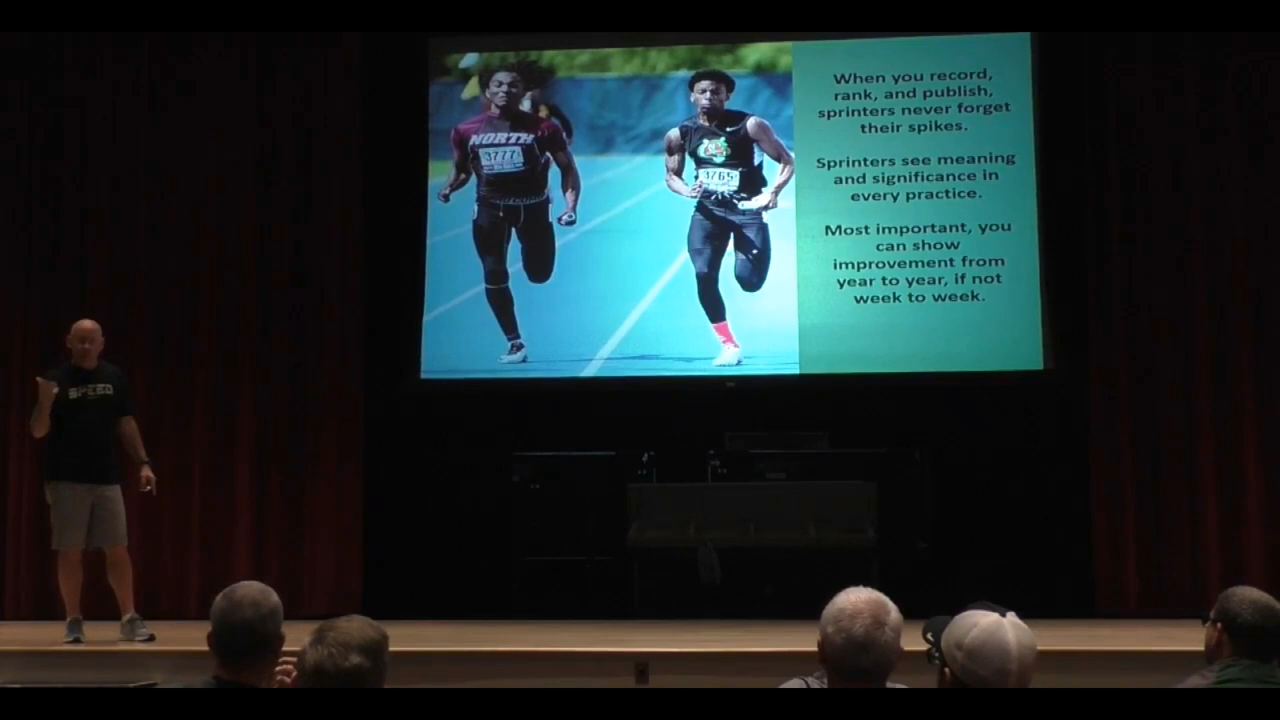 When you record,
rank, and publish,
sprinters never forget
their spikes.
Sprinters see meaning
and significance in
every practice.
Most important, you
can show
improvement from
year to year, if not
week to week.
NORTH
3777
3765
SPEED